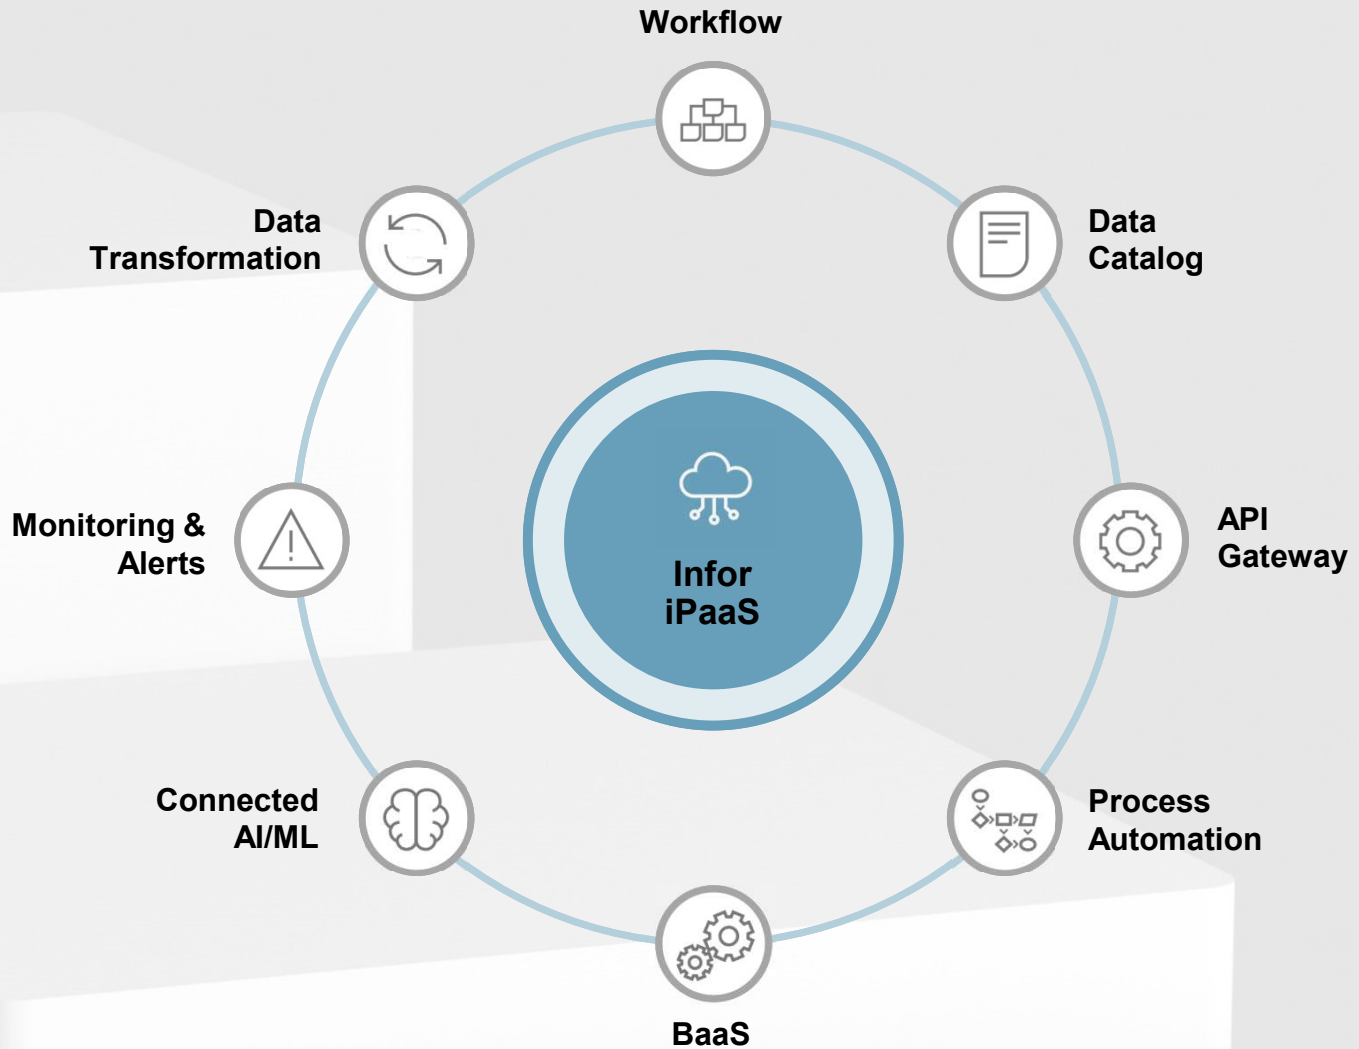 Workflow
Data
Transformation
Data
Catalog
Infor
iPaaS
Monitoring &
Alerts
API
Gateway
Connected
AI/ML
Process
Automation
BaaS